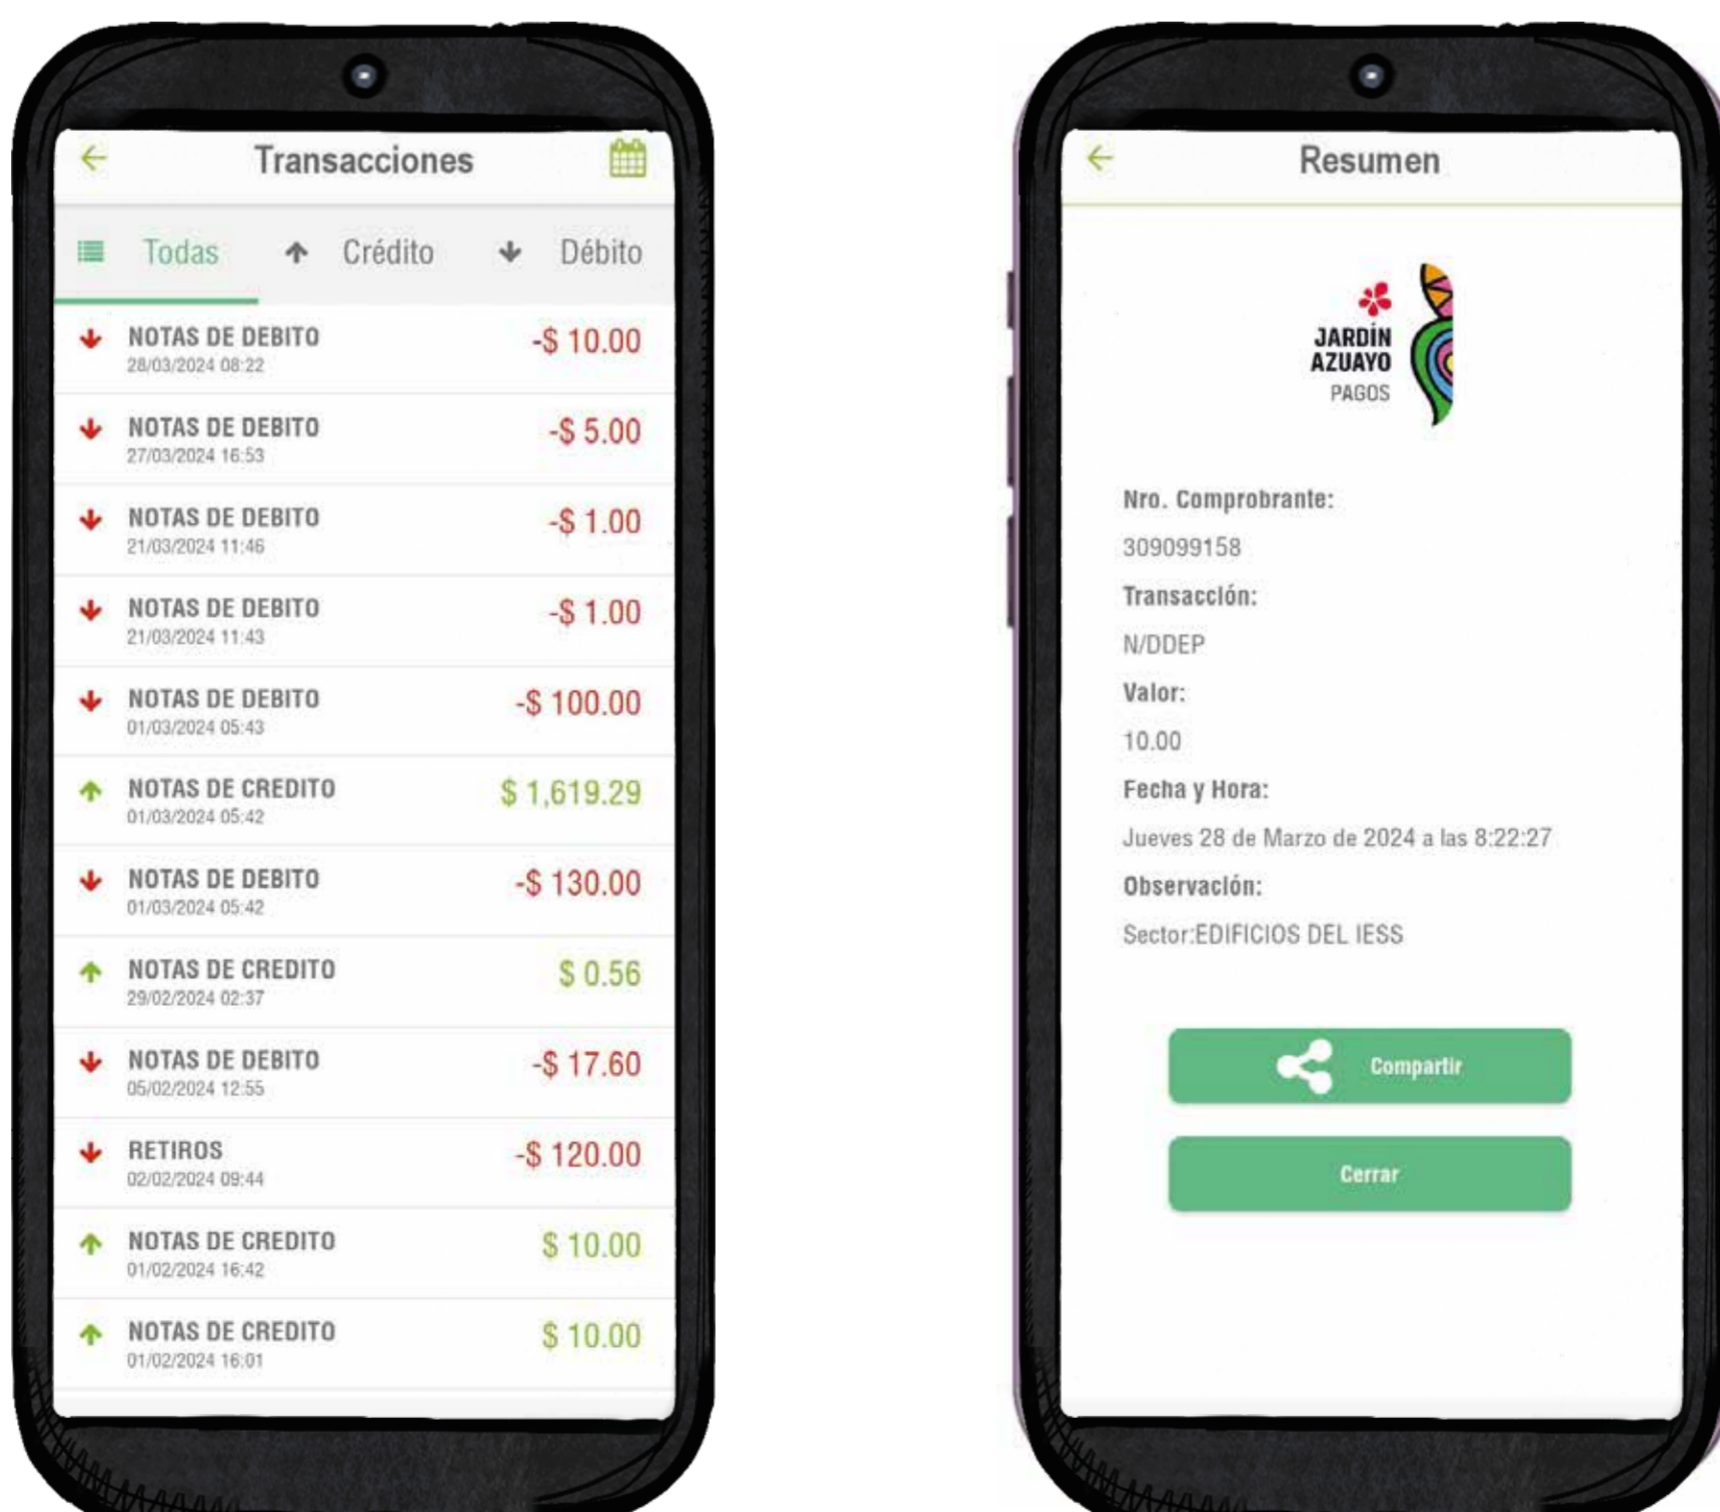 Transacciones
Todas
Crédito
Débito
NOTAS DE DEBITO
-$ 10.00
28/03/2024 08:22
NOTAS DE DEBITO
-$ 5.00
27/03/2024 16:53
NOTAS DE DEBITO
-$ 1.00
21/03/2024 11:46
NOTAS DE DEBITO
-$ 1.00
21/03/2024 11:43
NOTAS DE DEBITO
-$ 100.00
01/03/2024 05:43
NOTAS DE CREDITO
$ 1,619.29
01/03/2024 05:42
NOTAS DE DEBITO
-$ 130.00
01/03/2024 05:42
NOTAS DE CREDITO
$ 0.56
29/02/2024 02:37
NOTAS DE DEBITO
-$ 17.60
05/02/2024 12:55
RETIROS
-$ 120.00
02/02/2024 09:44
NOTAS DE CREDITO
$ 10.00
01/02/2024 16:42
NOTAS DE CREDITO
$ 10.00
01/02/2024 16:01
Resumen
JARDÍN
AZUAYO
PAGOS
Nro. Comprobrante:
309099158
Transacción:
N/DDEP
Valor:
10.00
Fecha y Hora:
Jueves 28 de Marzo de 2024 a las 8:22:27
Observación:
Sector:EDIFICIOS DEL IESS
Compartir
Cerrar